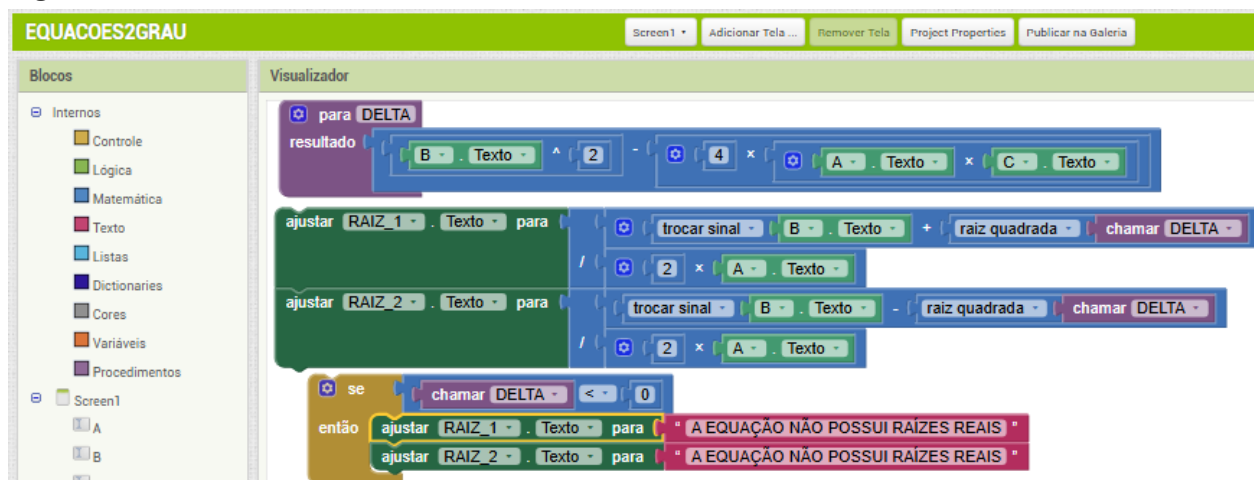 EQUACOES2GRAU
Screen1
Adicionar Tela ...
Remover Tela
Project Properties
Publicar na Galeria
Blocos
Visualizador
Internos
Controle
Lógica
Matemática
Texto
Listas
Dictionaries
Cores
Variáveis
Procedimentos
Screen1
A
B
para DELTA
resultado B . Texto ^ 2 - 4 × A . Texto × C . Texto
ajustar RAIZ_1 . Texto para trocar sinal B . Texto + raiz quadrada chamar DELTA
/ 2 × A . Texto
ajustar RAIZ_2 . Texto para trocar sinal B . Texto - raiz quadrada chamar DELTA
/ 2 × A . Texto
se chamar DELTA < 0
então ajustar RAIZ_1 . Texto para " A EQUAÇÃO NÃO POSSUI RAÍZES REAIS "
ajustar RAIZ_2 . Texto para " A EQUAÇÃO NÃO POSSUI RAÍZES REAIS "